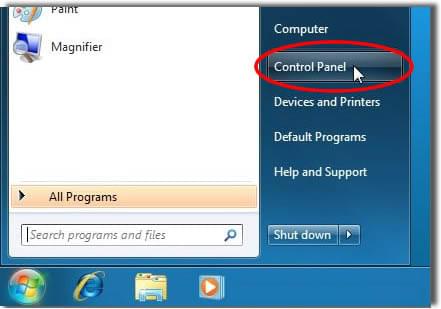 Paint
Magnifier
All Programs
Search programs and files
Computer
Control Panel
Devices and Printers
Default Programs
Help and Support
Shut down